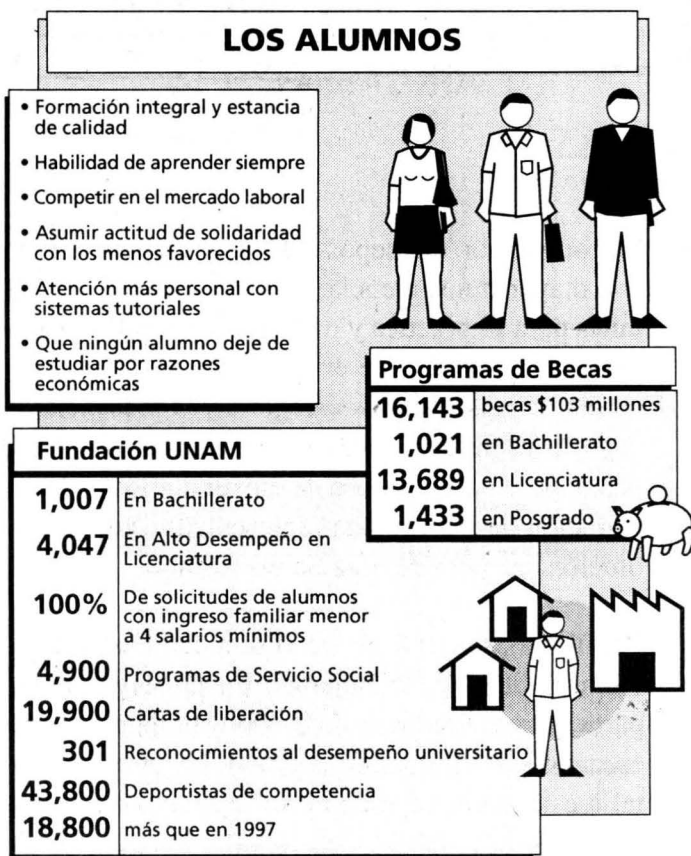 LOS ALUMNOS
• Formación integral y estancia
de calidad
• Habilidad de aprender siempre
• Competir en el mercado laboral
• Asumir actitud de solidaridad
con los menos favorecidos
• Atención más personal con
sistemas tutoriales
• Que ningún alumno deje de
estudiar por razones
económicas
Programas de Becas
16,143 becas $103 millones
1,021 en Bachillerato
13,689 en Licenciatura
1,433 en Posgrado
Fundación UNAM
1,007 En Bachillerato
4,047 En Alto Desempeño en
Licenciatura
100% De solicitudes de alumnos
con ingreso familiar menor
a 4 salarios mínimos
4,900 Programas de Servicio Social
19,900 Cartas de liberación
301 Reconocimientos al desempeño universitario
43,800 Deportistas de competencia
18,800 más que en 1997